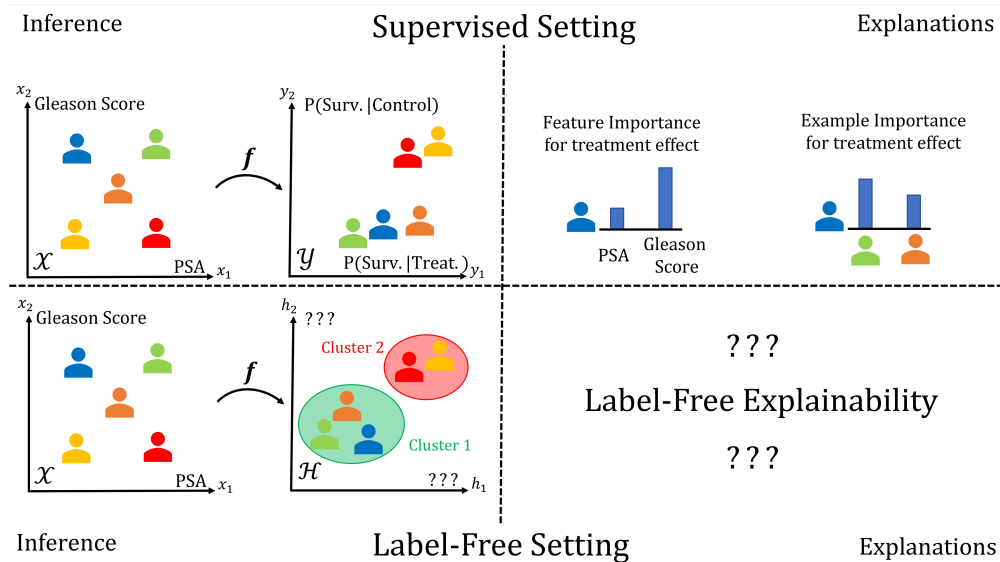 Inference
Supervised Setting
Explanations
x₂
Gleason Score
𝒳
PSA
x₁
f
y₂
P(Surv. |Control)
𝒴
P(Surv. |Treat.)
y₁
Feature Importance
for treatment effect
PSA
Gleason
Score
Example Importance
for treatment effect
x₂
Gleason Score
𝒳
PSA
x₁
f
h₂
???
Cluster 2
Cluster 1
ℋ
???
h₁
???
Label-Free Explainability
???
Inference
Label-Free Setting
Explanations